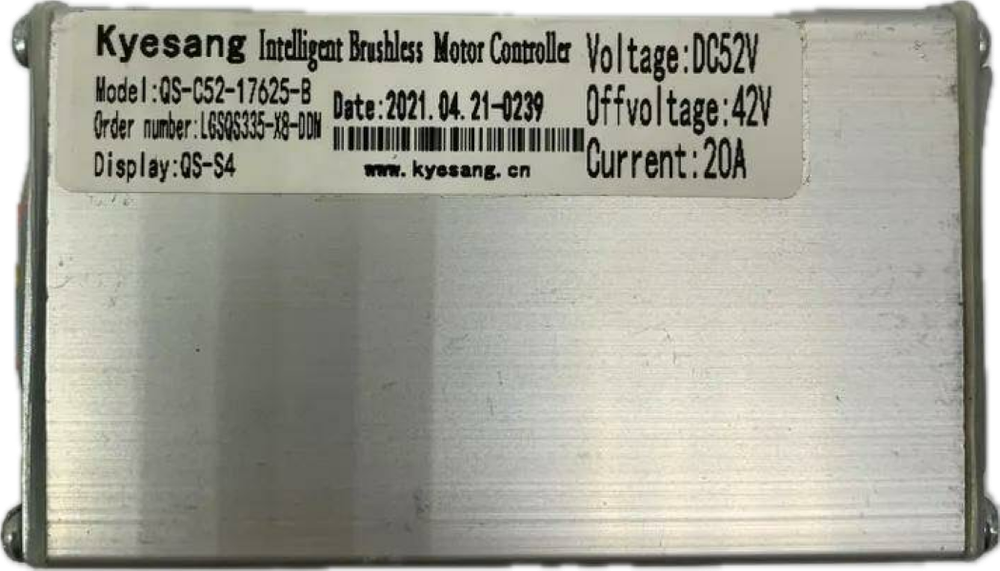 Kyesang Intelligent Brushless Motor Controller
Model:QS-C52-17625-B
Order number:LGSQS335-X8-DDN
Display:QS-S4
Date:2021.04.21-0239
www.kyesang.cn
Voltage:DC52V
Offvoltage:42V
Current:20A